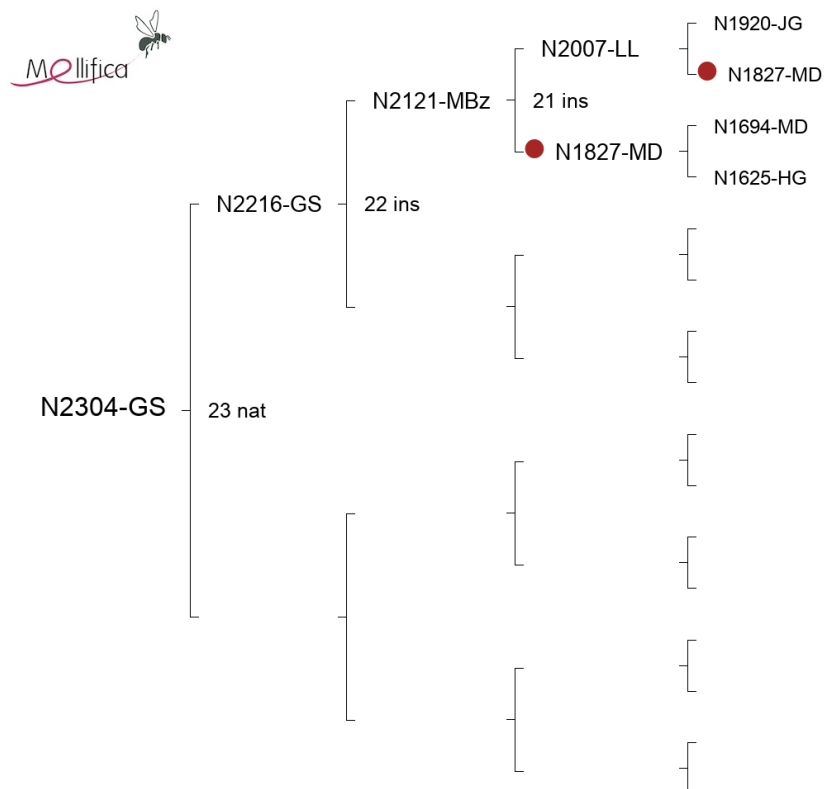 Mellifica
N1920-JG
N2007-LL
N1827-MD
N2121-MBz
21 ins
N1694-MD
N1827-MD
N1625-HG
N2216-GS
22 ins
N2304-GS
23 nat